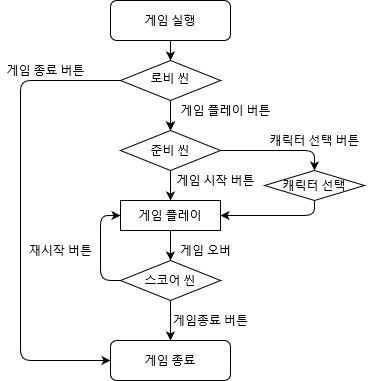 게임 실행
게임 종료 버튼
로비 씬
게임 플레이 버튼
준비 씬
캐릭터 선택 버튼
게임 시작 버튼
캐릭터 선택
게임 플레이
재시작 버튼
게임 오버
스코어 씬
게임종료 버튼
게임 종료